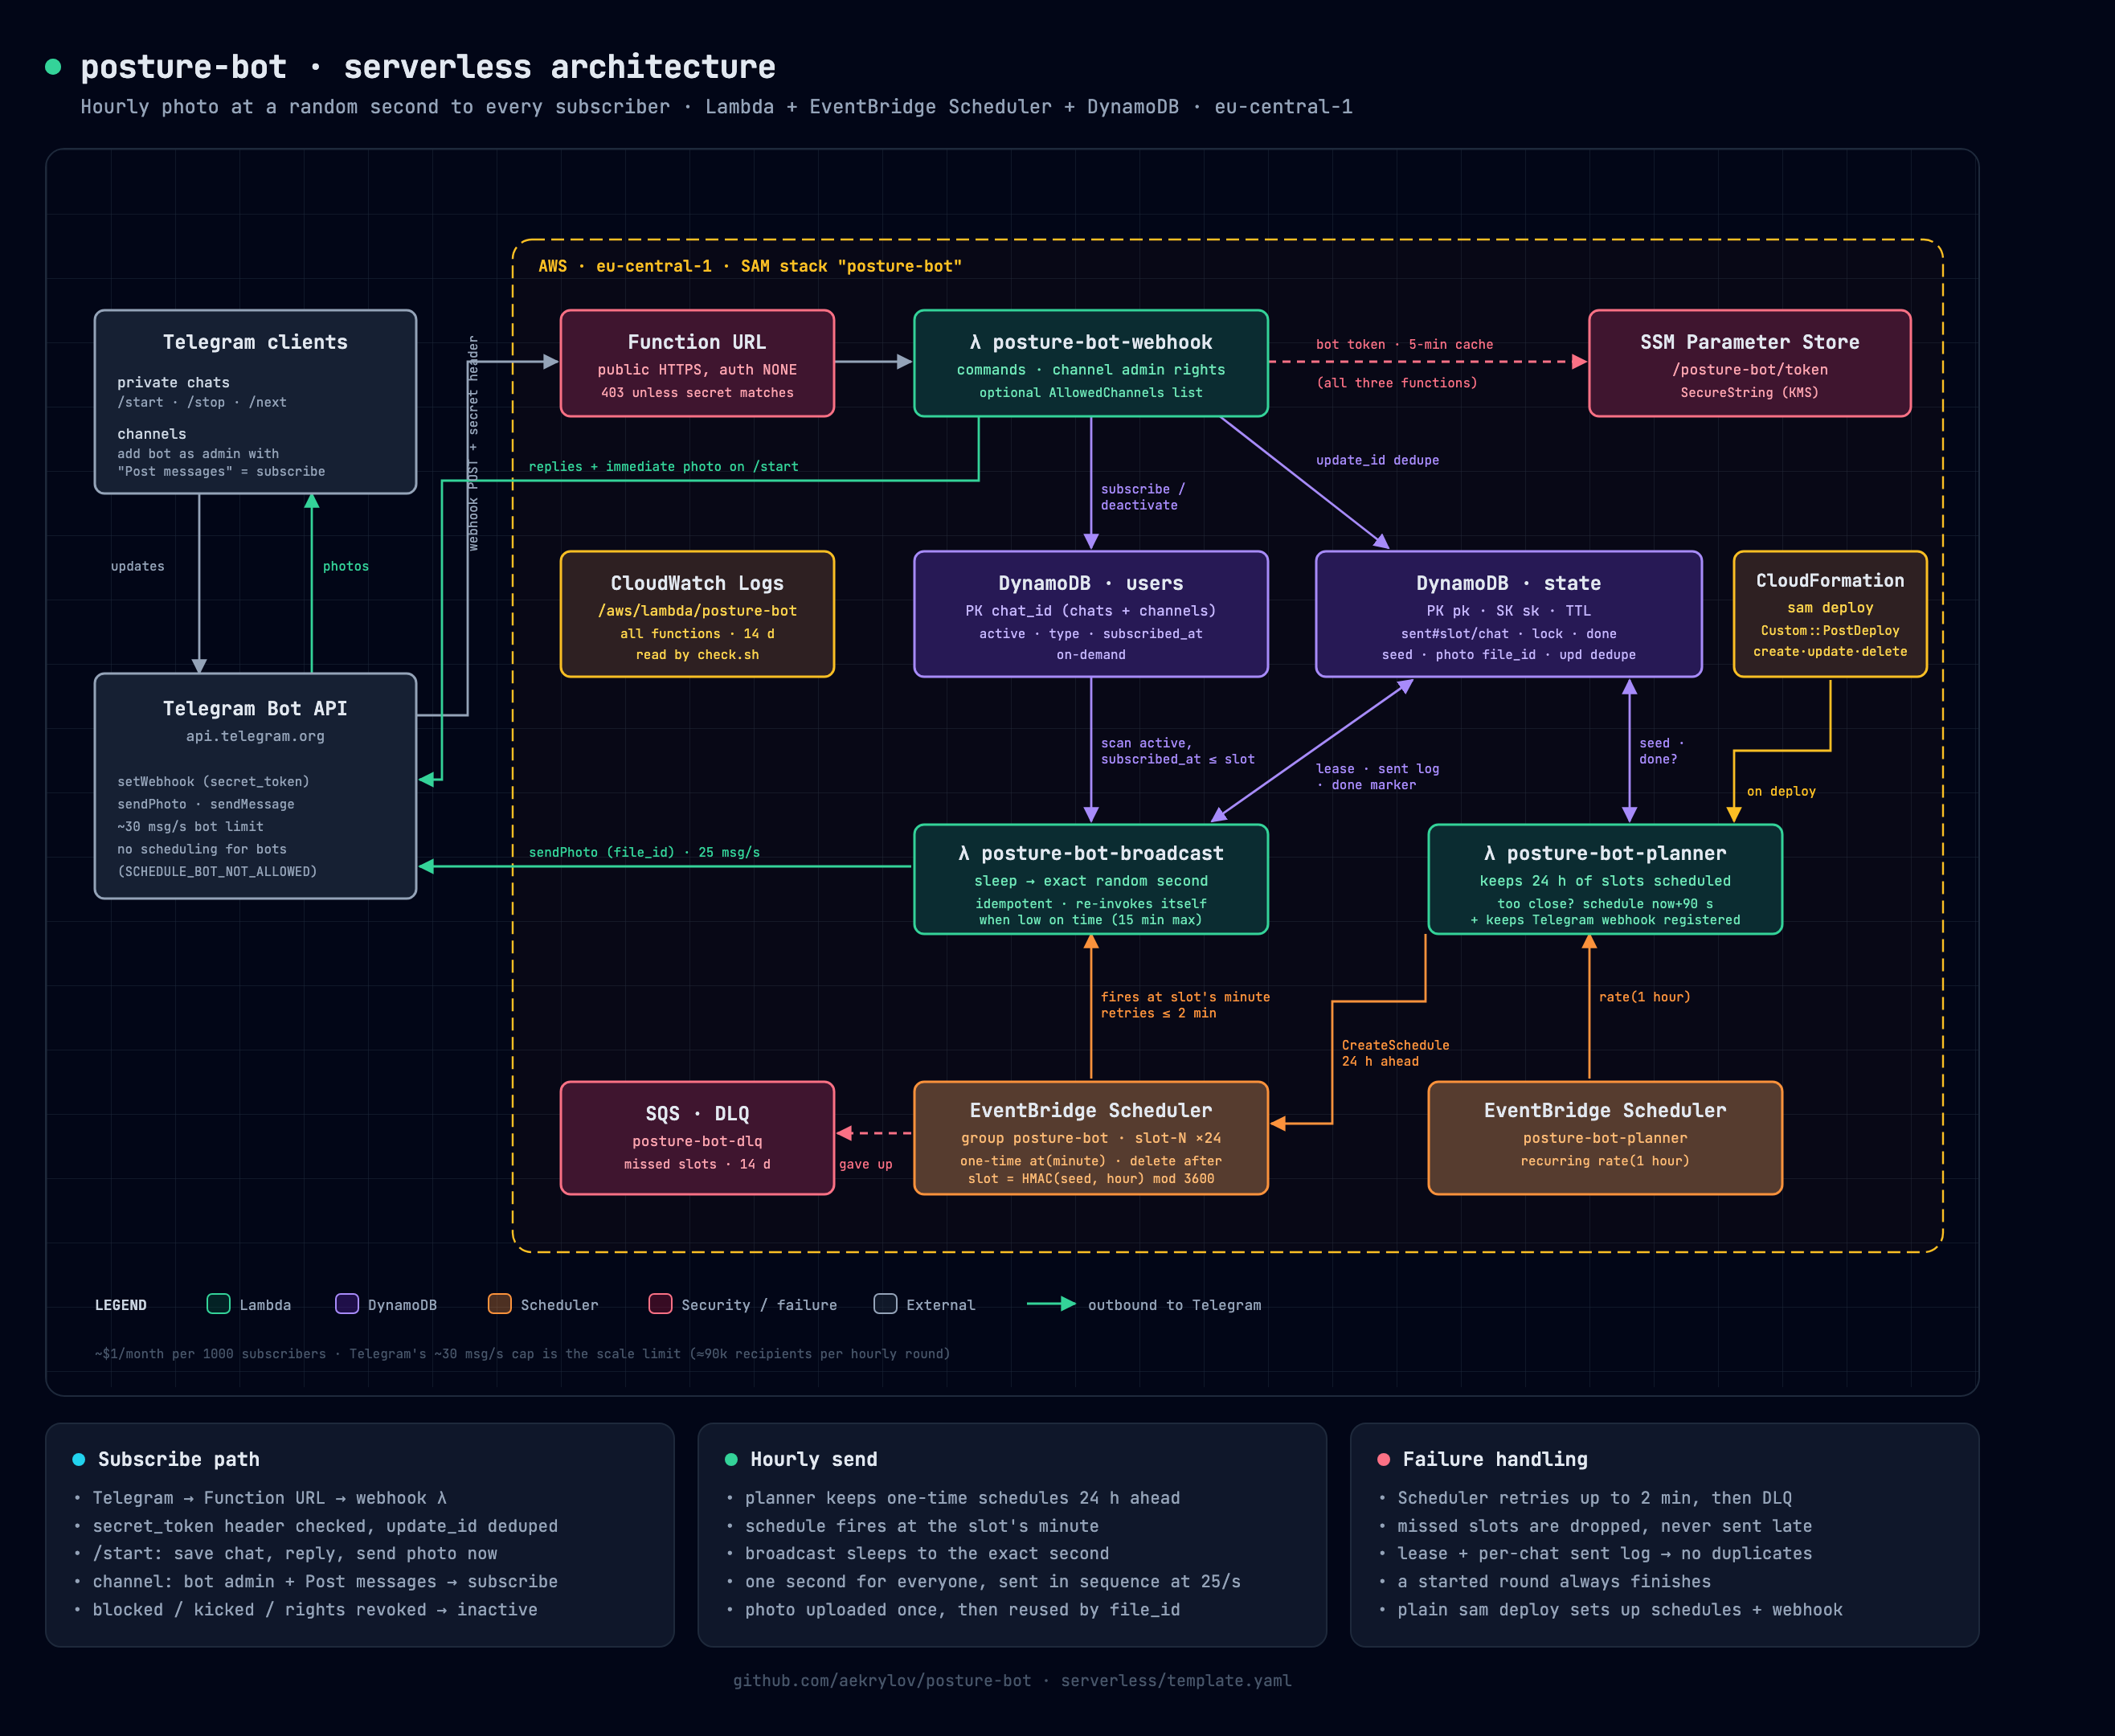 posture-bot · serverless architecture
Hourly photo at a random second to every subscriber · Lambda + EventBridge Scheduler + DynamoDB · eu-central-1
AWS · eu-central-1 · SAM stack "posture-bot"
Telegram clients
private chats
/start · /stop · /next
channels
add bot as admin with
"Post messages" = subscribe
webhook POST + secret header
Function URL
public HTTPS, auth NONE
403 unless secret matches
λ posture-bot-webhook
commands · channel admin rights
optional AllowedChannels list
bot token · 5-min cache
(all three functions)
SSM Parameter Store
/posture-bot/token
SecureString (KMS)
replies + immediate photo on /start
subscribe /
deactivate
update_id dedupe
updates
photos
CloudWatch Logs
/aws/lambda/posture-bot
all functions · 14 d
read by check.sh
DynamoDB · users
PK chat_id (chats + channels)
active · type · subscribed_at
on-demand
DynamoDB · state
PK pk · SK sk · TTL
sent#slot/chat · lock · done
seed · photo file_id · upd dedupe
CloudFormation
sam deploy
Custom::PostDeploy
create·update·delete
Telegram Bot API
api.telegram.org
setWebhook (secret_token)
sendPhoto · sendMessage
~30 msg/s bot limit
no scheduling for bots
(SCHEDULE_BOT_NOT_ALLOWED)
scan active,
subscribed_at ≤ slot
lease · sent log
· done marker
seed ·
done?
on deploy
sendPhoto (file_id) · 25 msg/s
λ posture-bot-broadcast
sleep → exact random second
idempotent · re-invokes itself
when low on time (15 min max)
λ posture-bot-planner
keeps 24 h of slots scheduled
too close? schedule now+90 s
+ keeps Telegram webhook registered
fires at slot's minute
retries ≤ 2 min
CreateSchedule
24 h ahead
rate(1 hour)
SQS · DLQ
posture-bot-dlq
missed slots · 14 d
gave up
EventBridge Scheduler
group posture-bot · slot-N ×24
one-time at(minute) · delete after
slot = HMAC(seed, hour) mod 3600
EventBridge Scheduler
posture-bot-planner
recurring rate(1 hour)
LEGEND
Lambda
DynamoDB
Scheduler
Security / failure
External
outbound to Telegram
~$1/month per 1000 subscribers · Telegram's ~30 msg/s cap is the scale limit (≈90k recipients per hourly round)
Subscribe path
• Telegram → Function URL → webhook λ
• secret_token header checked, update_id deduped
• /start: save chat, reply, send photo now
• channel: bot admin + Post messages → subscribe
• blocked / kicked / rights revoked → inactive
Hourly send
• planner keeps one-time schedules 24 h ahead
• schedule fires at the slot's minute
• broadcast sleeps to the exact second
• one second for everyone, sent in sequence at 25/s
• photo uploaded once, then reused by file_id
Failure handling
• Scheduler retries up to 2 min, then DLQ
• missed slots are dropped, never sent late
• lease + per-chat sent log → no duplicates
• a started round always finishes
• plain sam deploy sets up schedules + webhook
github.com/aekrylov/posture-bot · serverless/template.yaml